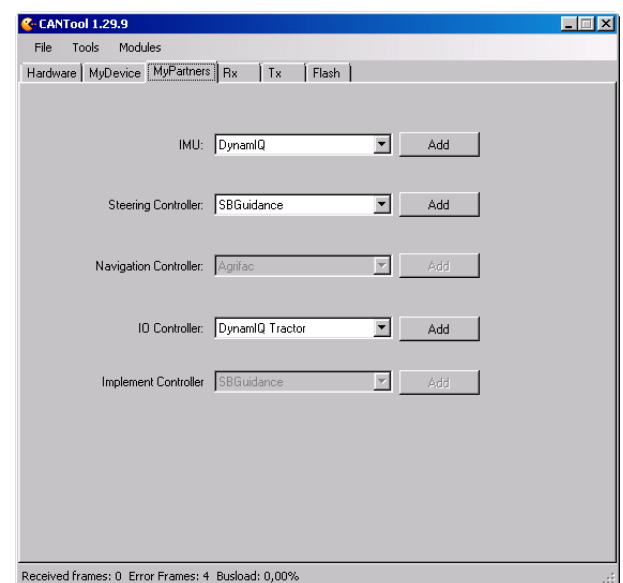 CANTool 1.29.9
File Tools Modules
Hardware MyDevice MyPartners Rx Tx Flash
IMU: DynamIQ Add
Steering Controller: SBGuidance Add
Navigation Controller: Agrifac Add
IO Controller: DynamIQ Tractor Add
Implement Controller SBGuidance Add
Received frames: 0 Error Frames: 4 Busload: 0,00%